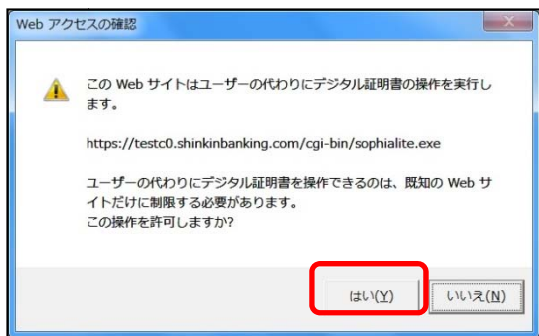 Web アクセスの確認
この Web サイトはユーザーの代わりにデジタル証明書の操作を実行し
ます。
https://testc0.shinkinbanking.com/cgi-bin/sophialite.exe
ユーザーの代わりにデジタル証明書を操作できるのは、既知の Web サ
イトだけに制限する必要があります。
この操作を許可しますか?
はい(Y) いいえ(N)